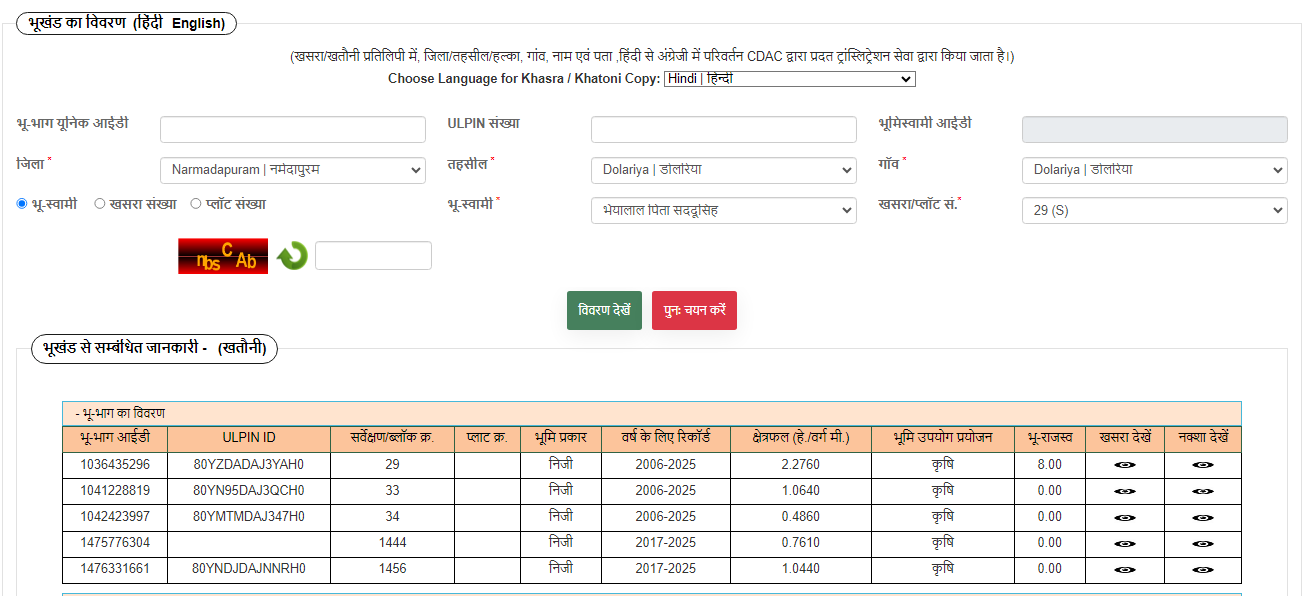 भूखंड का विवरण (हिंदी English)
(खसरा/खतौनी प्रतिलिपी में, जिला/तहसील/हल्का, गांव, नाम एवं पता ,हिंदी से अंग्रेजी में परिवर्तन CDAC द्वारा प्रदत ट्रांस्लिट्रेशन सेवा द्वारा किया जाता है।)
Choose Language for Khasra / Khatoni Copy: Hindi | हिन्दी
भू-भाग यूनिक आईडी ULPIN संख्या भूमिस्वामी आईडी
जिला * Narmadapuram | नर्मदापुरम तहसील * Dolariya | डोलरिया गाँव * Dolariya | डोलरिया
भू-स्वामी खसरा संख्या प्लॉट संख्या भू-स्वामी * भैयालाल पिता सददूसिह खसरा/प्लॉट सं.* 29 (S)
nbs C Ab
विवरण देखें पुनः चयन करें
भूखंड से सम्बंधित जानकारी - (खतौनी)
- भू-भाग का विवरण
भू-भाग आईडी ULPIN ID सर्वेक्षण/ब्लॉक क्र. प्लाट क्र. भूमि प्रकार वर्ष के लिए रिकॉर्ड क्षेत्रफल (हे./वर्ग मी.) भूमि उपयोग प्रयोजन भू-राजस्व खसरा देखें नक्शा देखें
1036435296 80YZDADAJ3YAH0 29 निजी 2006-2025 2.2760 कृषि 8.00
1041228819 80YN95DAJ3QCH0 33 निजी 2006-2025 1.0640 कृषि 0.00
1042423997 80YMTMDAJ347H0 34 निजी 2006-2025 0.4860 कृषि 0.00
1475776304 1444 निजी 2017-2025 0.7610 कृषि 0.00
1476331661 80YNDJDAJNNRH0 1456 निजी 2017-2025 1.0440 कृषि 0.00